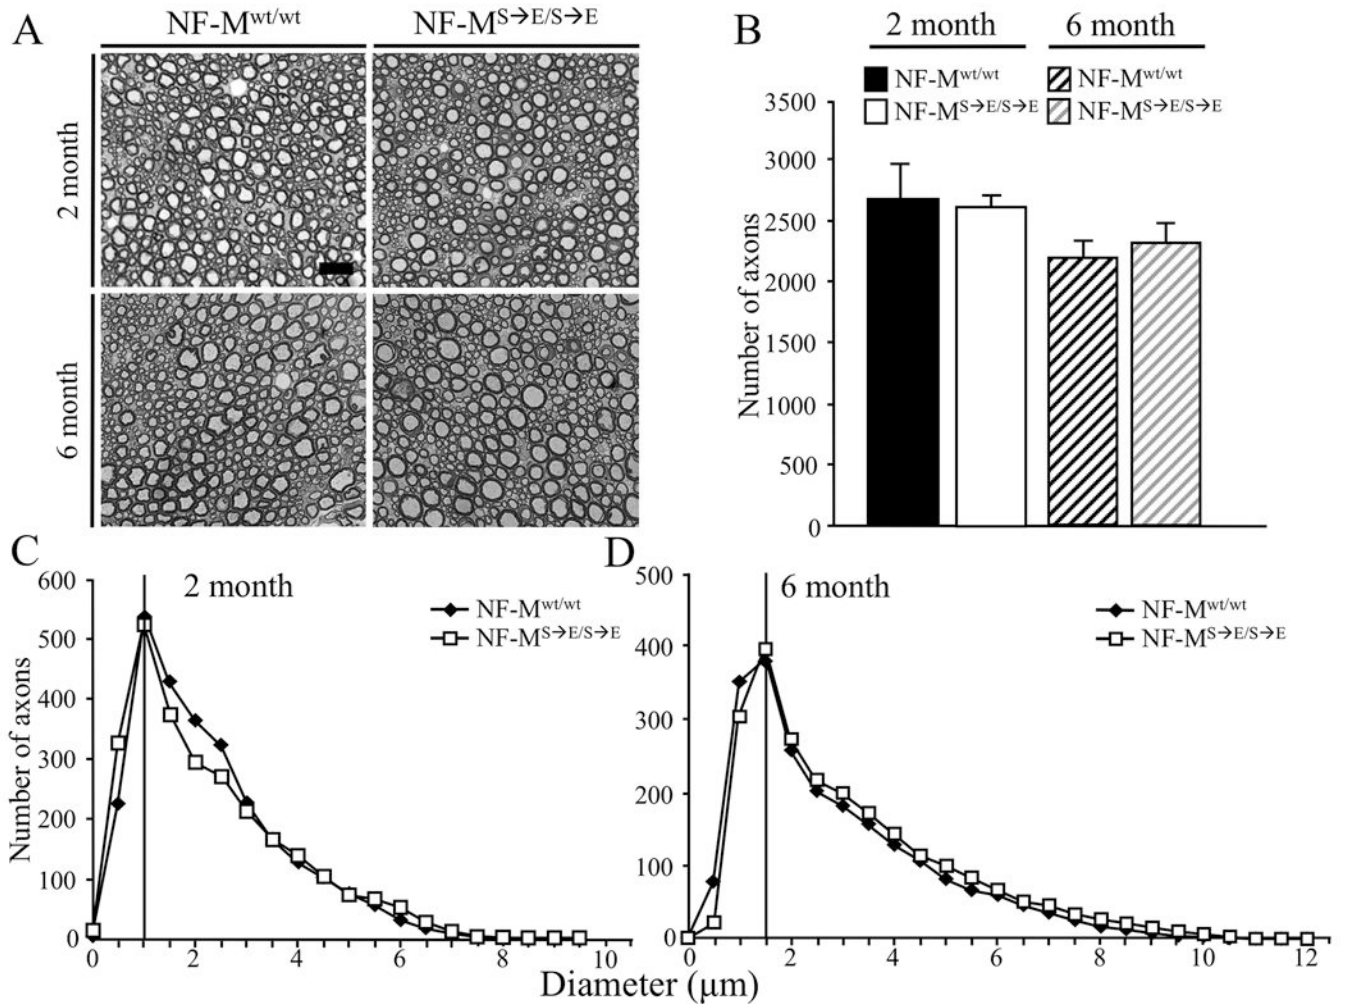 A
NF-Mwt/wt
NF-MS→E/S→E
2 month
6 month
B
2 month
6 month
NF-Mwt/wt
NF-MS→E/S→E
NF-Mwt/wt
NF-MS→E/S→E
Number of axons
3500
3000
2500
2000
1500
1000
500
0
C
2 month
NF-Mwt/wt
NF-MS→E/S→E
Number of axons
600
500
400
300
200
100
0
0 2 4 6 8 10
D
6 month
NF-Mwt/wt
NF-MS→E/S→E
500
400
300
200
100
0
0 2 4 6 8 10 12
Diameter (μm)